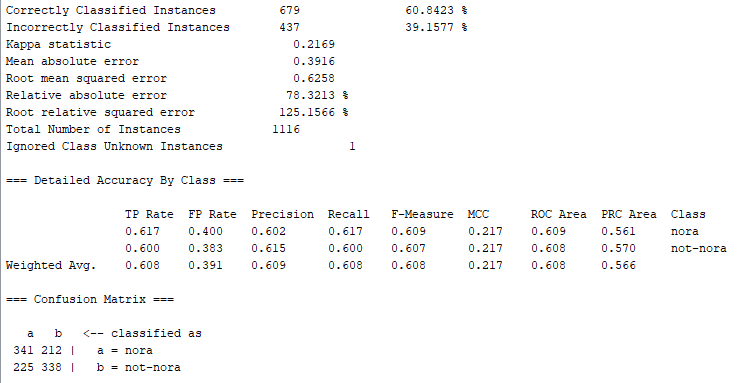 Correctly Classified Instances 679 60.8423 %
Incorrectly Classified Instances 437 39.1577 %
Kappa statistic 0.2169
Mean absolute error 0.3916
Root mean squared error 0.6258
Relative absolute error 78.3213 %
Root relative squared error 125.1566 %
Total Number of Instances 1116
Ignored Class Unknown Instances 1
=== Detailed Accuracy By Class ===
TP Rate FP Rate Precision Recall F-Measure MCC ROC Area PRC Area Class
0.617 0.400 0.602 0.617 0.609 0.217 0.609 0.561 nora
0.600 0.383 0.615 0.600 0.607 0.217 0.608 0.570 not-nora
Weighted Avg. 0.608 0.391 0.609 0.608 0.608 0.217 0.608 0.566
=== Confusion Matrix ===
a b <-- classified as
341 212 | a = nora
225 338 | b = not-nora